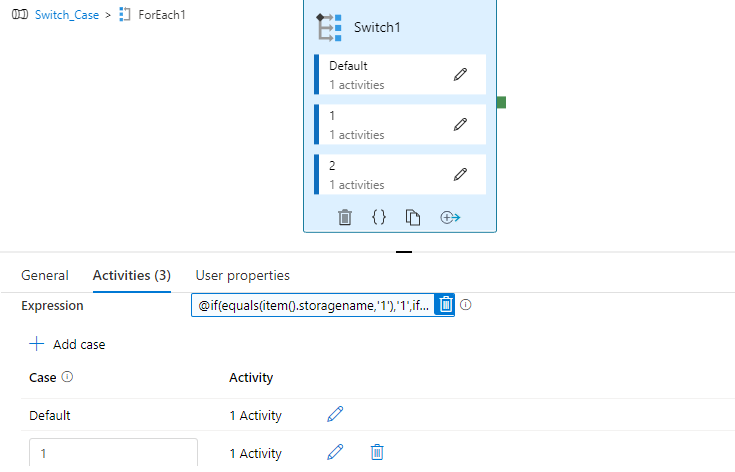 Switch_Case > ForEach1
Switch1
Default
1 activities
1
1 activities
2
1 activities
General Activities (3) User properties
Expression @if(equals(item().storagename,'1'),'1',if...
Add case
Case Activity
Default 1 Activity
1 1 Activity